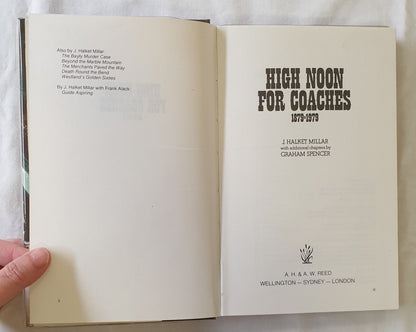 Also by J. Halket Millar
The Bayly Murder Case
Beyond the Marble Mountain
The Merchants Paved the Way
Death Round the Bend
Westland's Golden Sixties
By J. Halket Millar with Frank Alack:
Guide Aspiring
HIGH NOON
FOR COACHES
1879-1979
J. HALKET MILLAR
with additional chapters by
GRAHAM SPENCER
A. H. & A. W. REED
WELLINGTON — SYDNEY — LONDON